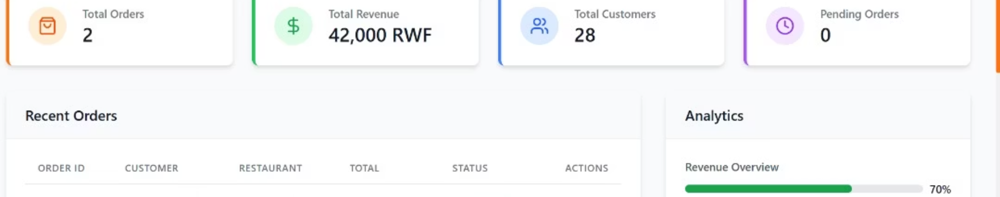 Total Orders
2
Total Revenue
42,000 RWF
Total Customers
28
Pending Orders
0
Recent Orders
ORDER ID CUSTOMER RESTAURANT TOTAL STATUS ACTIONS
Analytics
Revenue Overview
70%